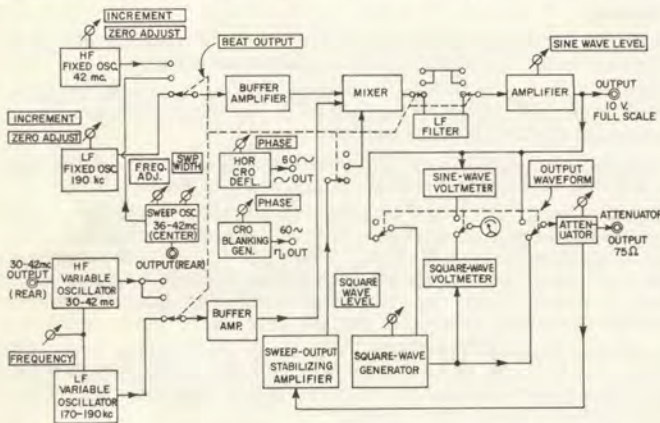 INCREMENT
ZERO ADJUST
HF
FIXED OSC.
42 mc.
BEAT OUTPUT
BUFFER
AMPLIFIER
MIXER
LF
FILTER
SINE WAVE LEVEL
AMPLIFIER
OUTPUT
10 V.
FULL SCALE
INCREMENT
ZERO ADJUST
LF
FIXED OSC.
190 kc
FREQ.
ADJ.
SWP
WIDTH
SWEEP OSC.
36-42mc
(CENTER)
OUTPUT(REAR)
PHASE
HOR
CRO
DEFL.
60~
~OUT
PHASE
CRO
BLANKING
GEN.
60~
OUT
SINE-WAVE
VOLTMETER
OUTPUT
WAVEFORM
ATTEN-
UATOR
ATTENUATOR
OUTPUT
75Ω
30-42mc
OUTPUT
(REAR)
HF
VARIABLE
OSCILLATOR
30-42 mc
SQUARE
WAVE
LEVEL
SQUARE-WAVE
VOLTMETER
BUFFER
AMP.
FREQUENCY
LF
VARIABLE
OSCILLATOR
170-190kc
SWEEP-OUTPUT
STABILIZING
AMPLIFIER
SQUARE-WAVE
GENERATOR